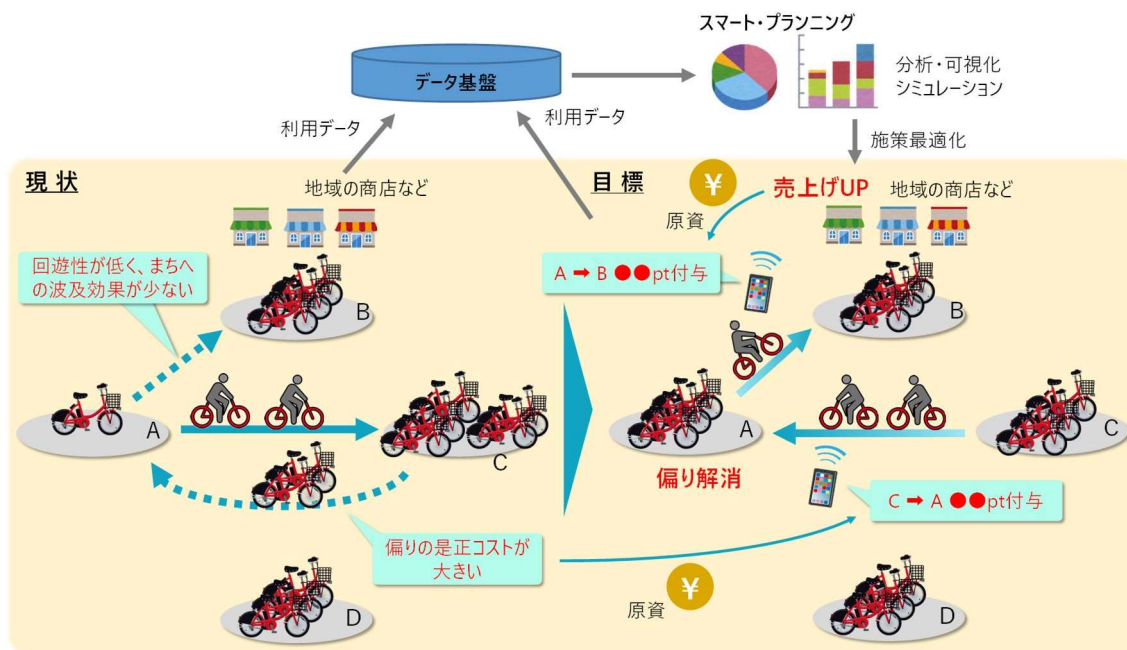 スマート・プランニング
データ基盤
分析・可視化
シミュレーション
利用データ
利用データ
施策最適化
現 状
地域の商店など
目 標
¥
売上げUP
地域の商店など
原資
回遊性が低く、まちへ
の波及効果が少ない
A ➡ B ●●pt付与
B
B
A
C
A
C
偏り解消
C ➡ A ●●pt付与
偏りの是正コストが
大きい
¥
原資
D
D